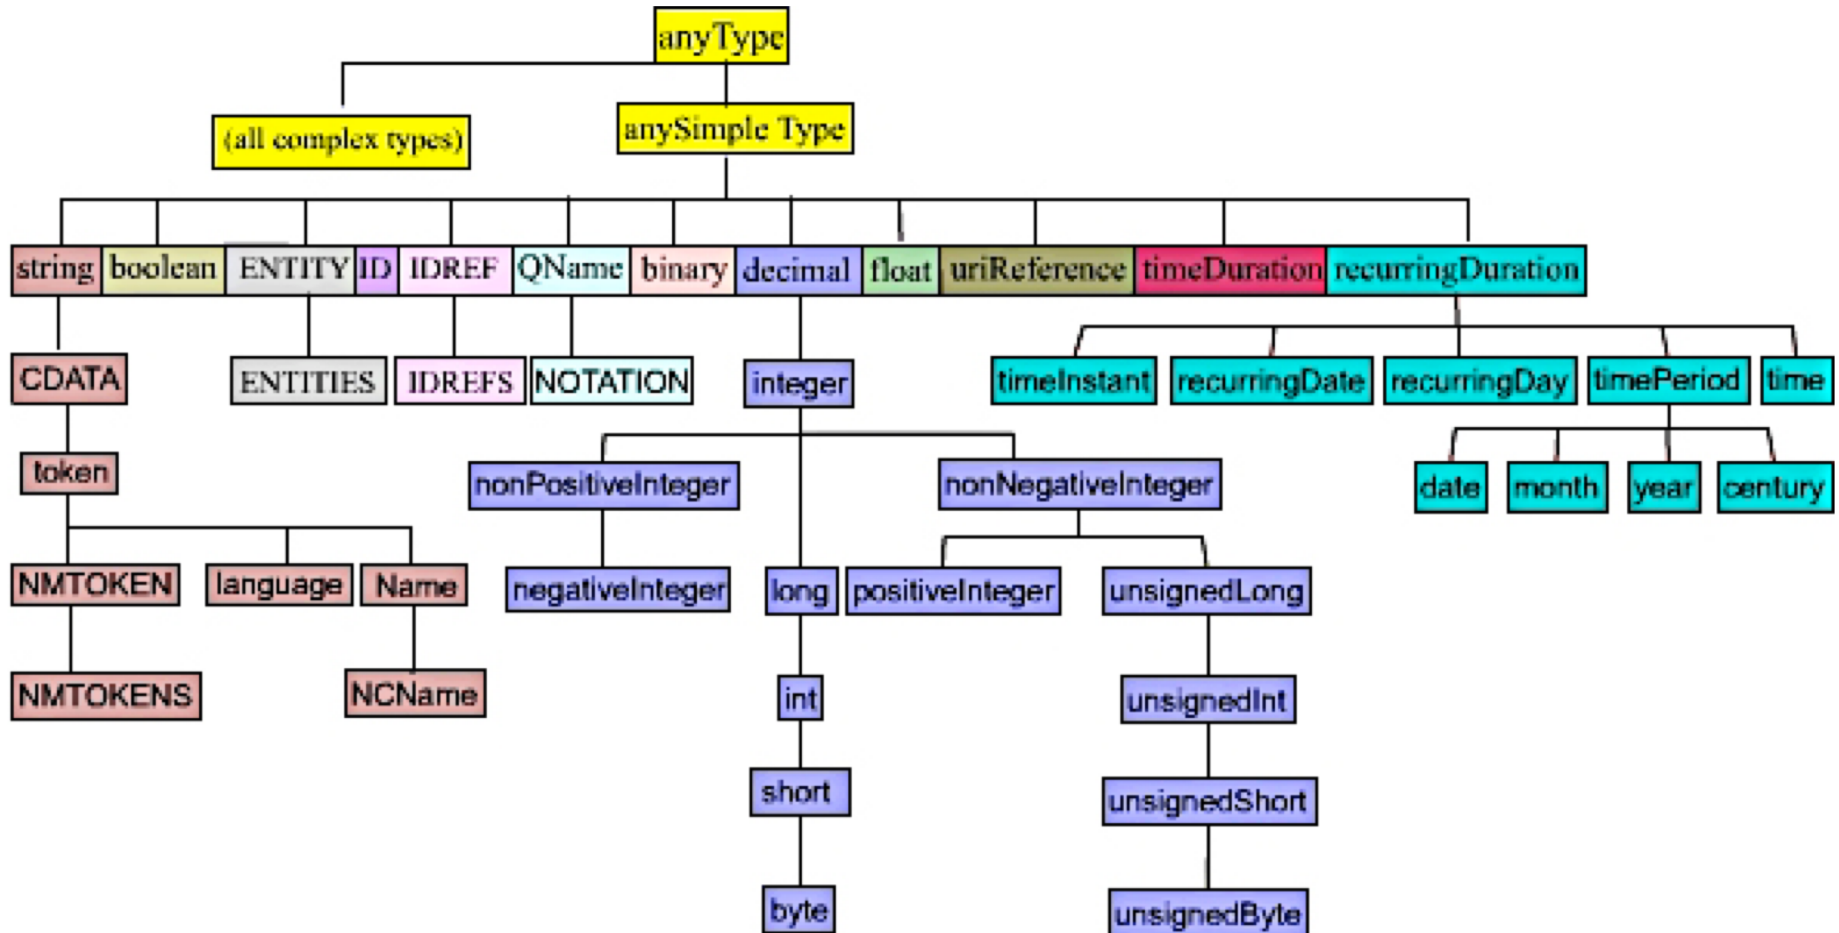 anyType
(all complex types)
anySimple Type
string
boolean
ENTITY
ID
IDREF
QName
binary
decimal
float
uriReference
timeDuration
recurringDuration
CDATA
ENTITIES
IDREFS
NOTATION
integer
timeInstant
recurringDate
recurringDay
timePeriod
time
token
nonPositiveInteger
nonNegativeInteger
date
month
year
century
NMTOKEN
language
Name
negativeInteger
long
positiveInteger
unsignedLong
NMTOKENS
NCName
int
unsignedInt
short
unsignedShort
byte
unsignedByte